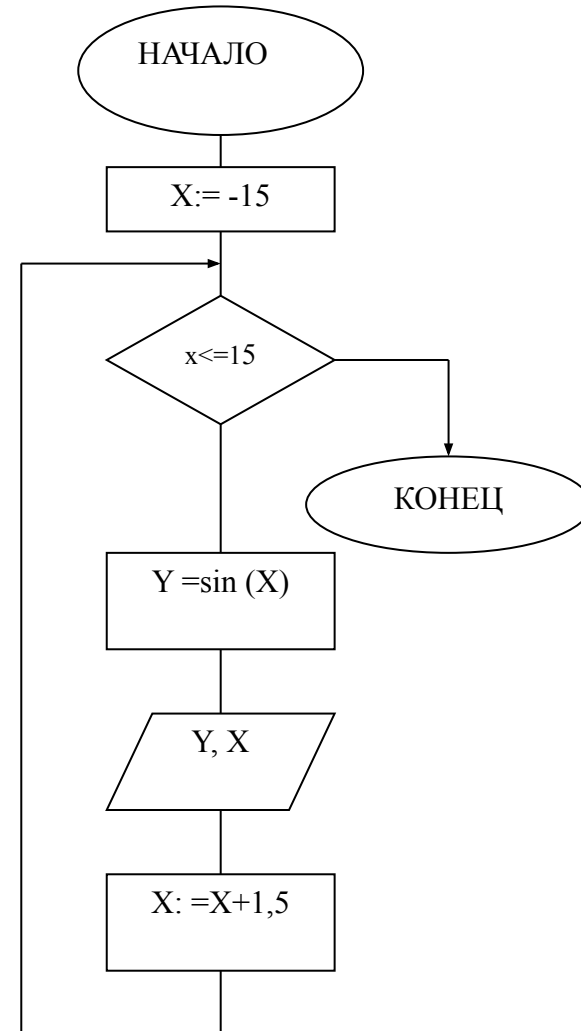 НАЧАЛО
X:= -15
x<=15
КОНЕЦ
Y =sin (X)
Y, X
X: =X+1,5